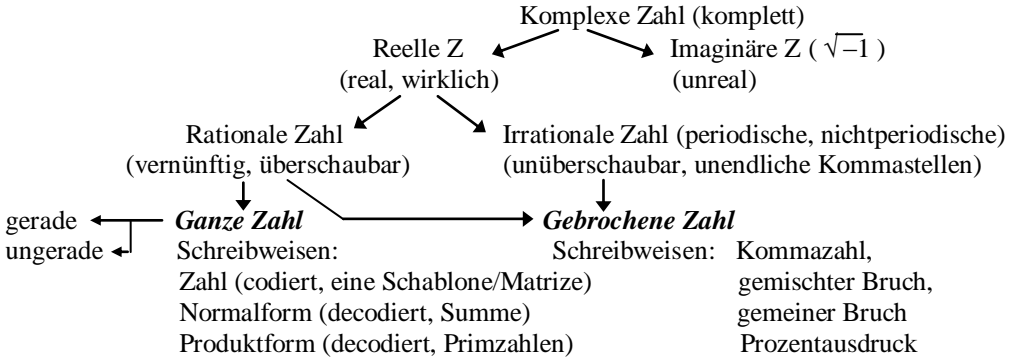 Komplexe Zahl (komplett)
Reelle Z Imaginäre Z ( √−1 )
(real, wirklich) (unreal)
Rationale Zahl Irrationale Zahl (periodische, nichtperiodische)
(vernünftig, überschaubar) (unüberschaubar, unendliche Kommastellen)
gerade Ganze Zahl Gebrochene Zahl
ungerade Schreibweisen: Schreibweisen: Kommazahl,
Zahl (codiert, eine Schablone/Matrize) gemischter Bruch,
Normalform (decodiert, Summe) gemeiner Bruch
Produktform (decodiert, Primzahlen) Prozentausdruck